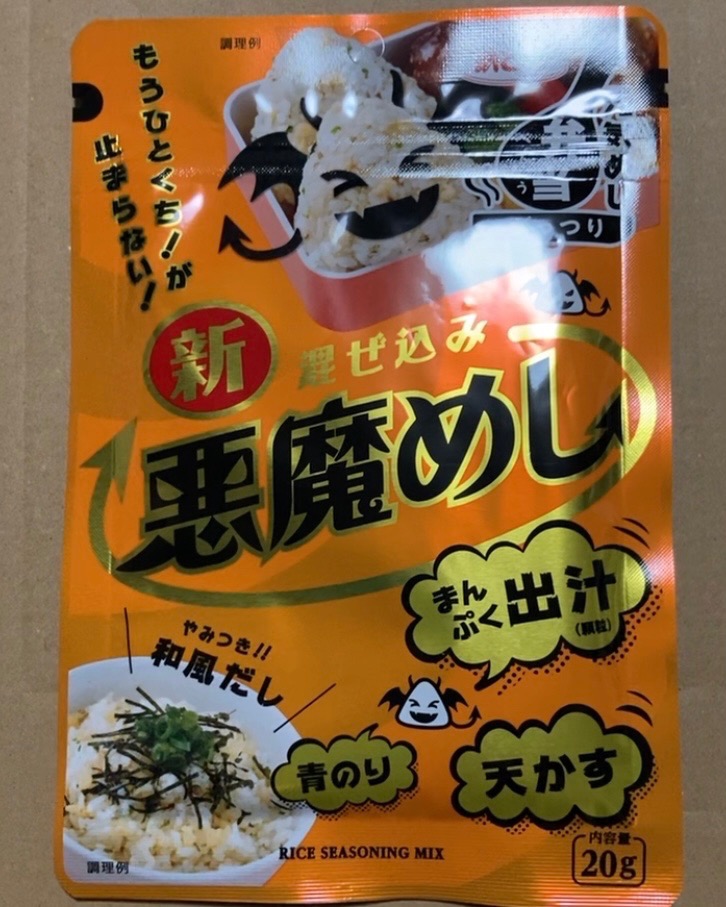 調理例
もうひとくち！が
止まらない！
つり
新
混ぜ込み
悪魔めし
まんぷく出汁
(顆粒)
やみつき!!
和風だし
青のり
天かす
調理例
RICE SEASONING MIX
内容量
20g